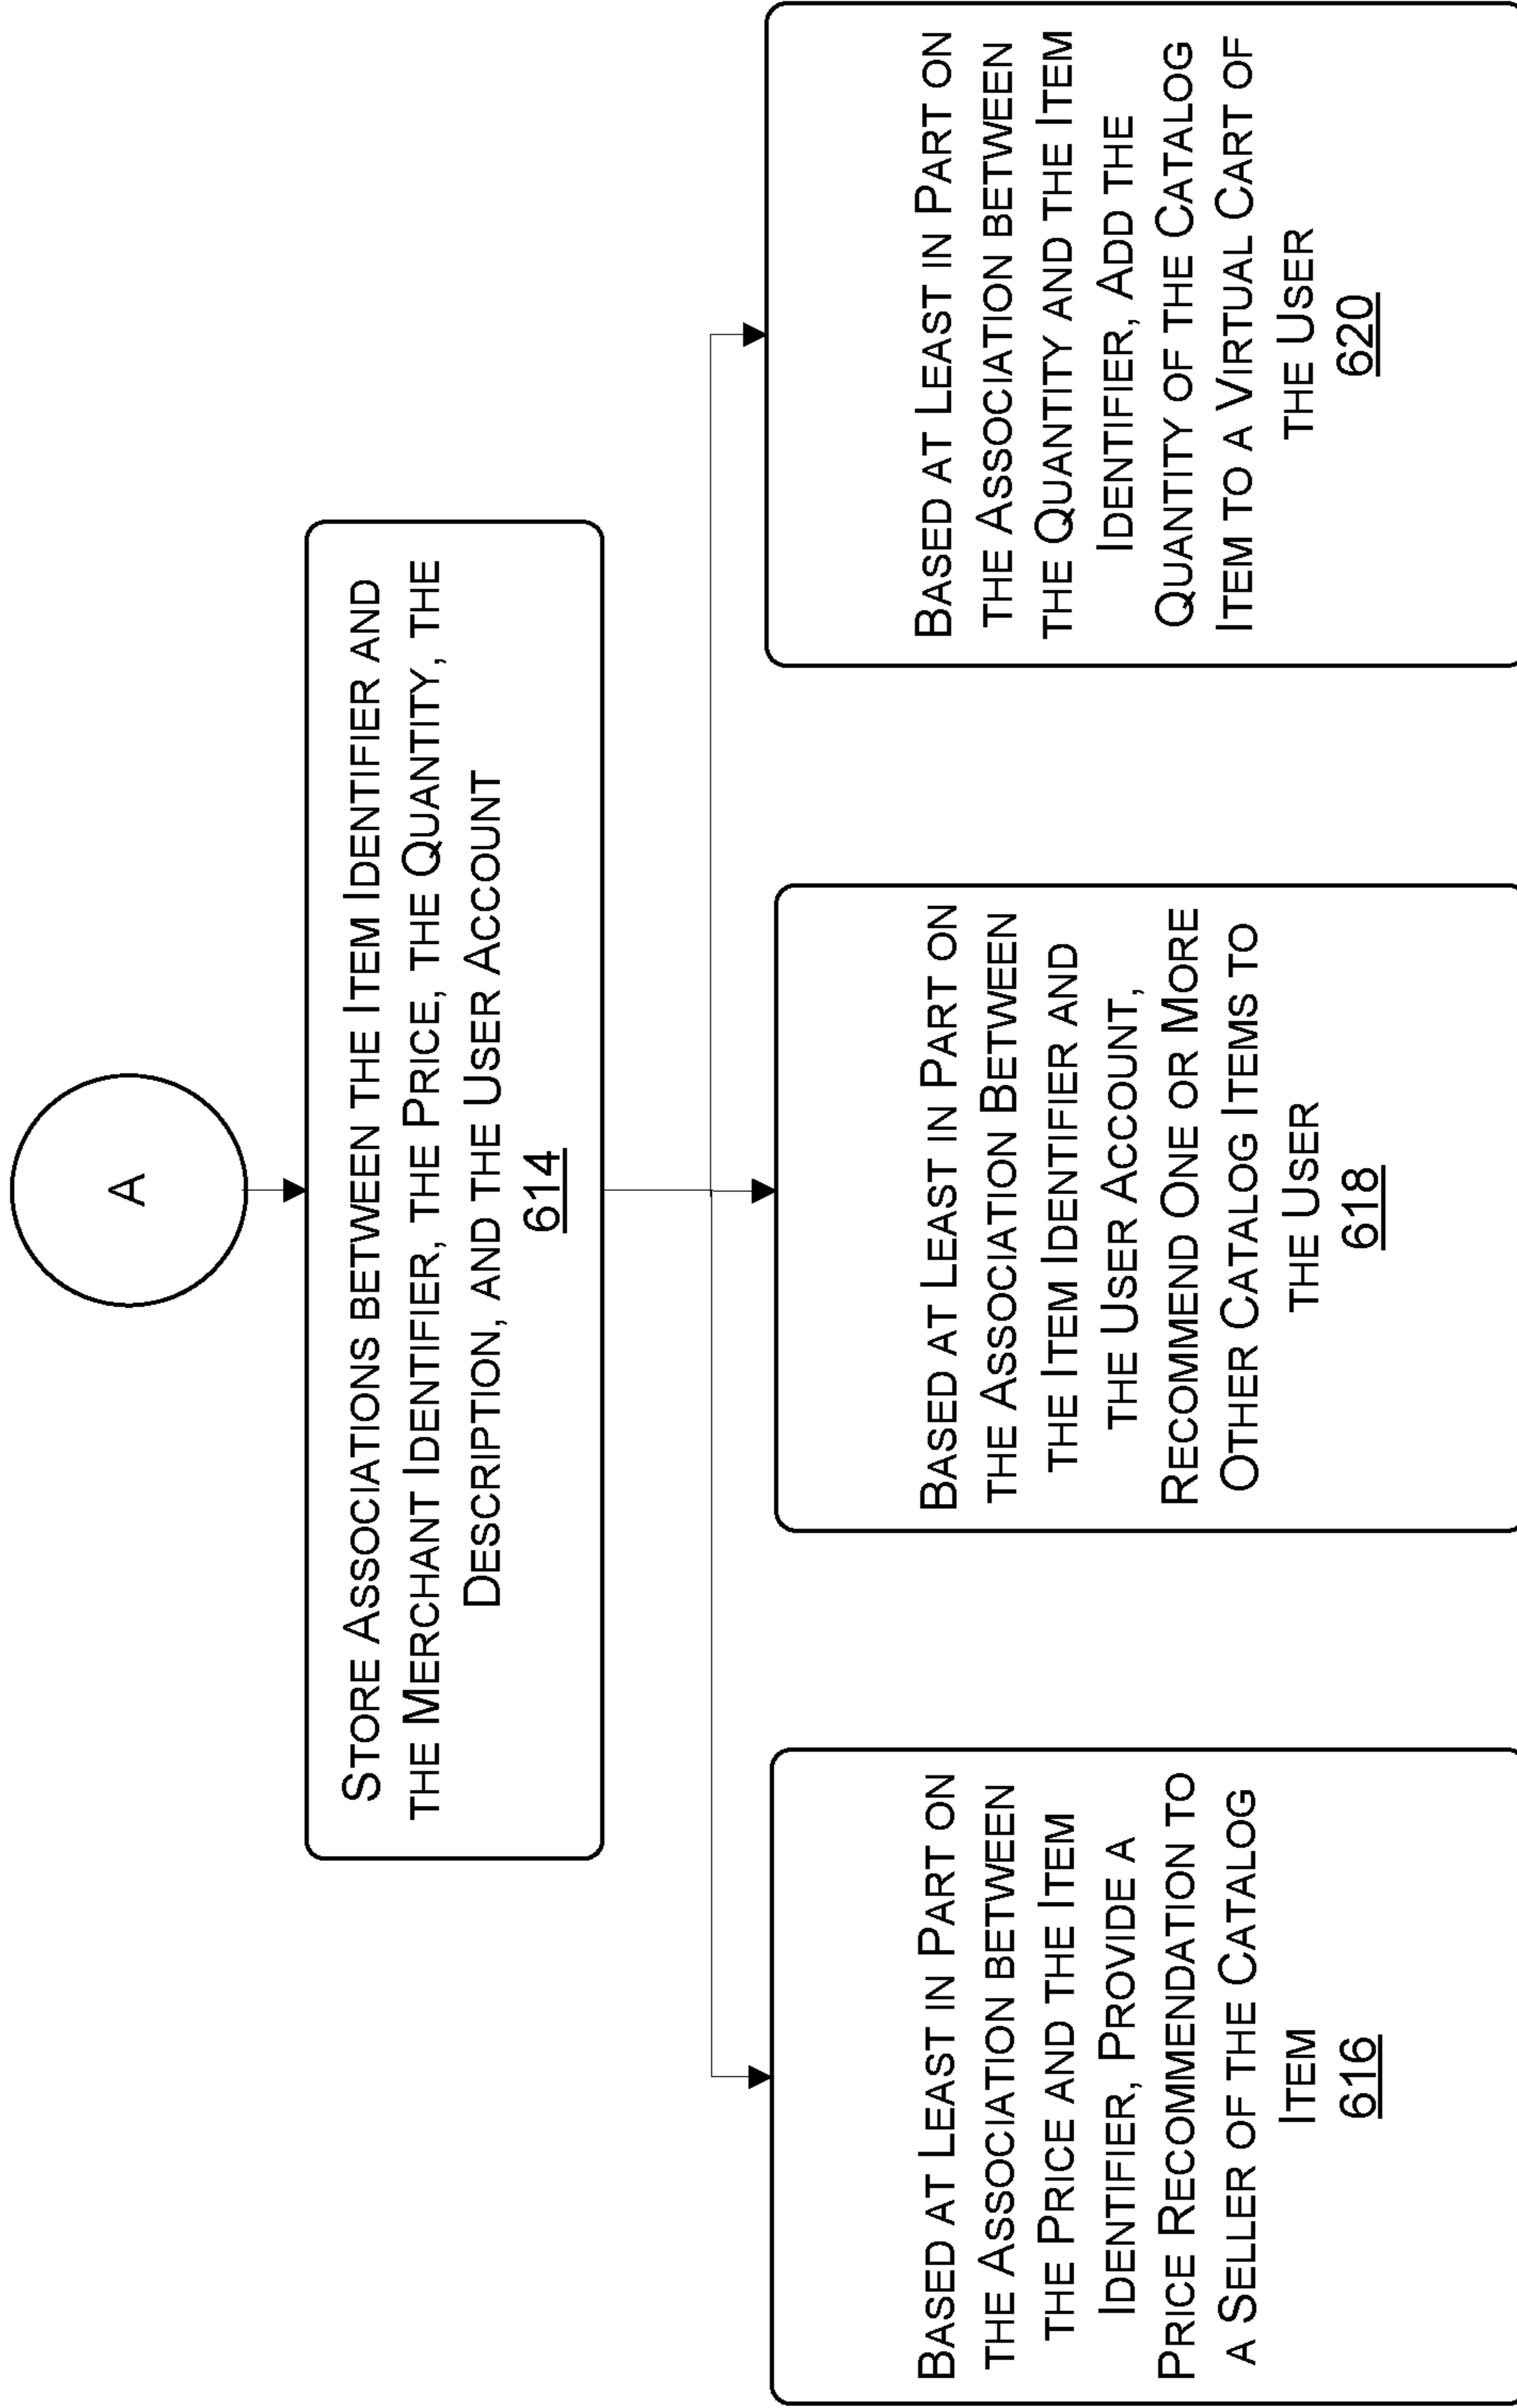 A
STORE ASSOCIATIONS BETWEEN THE ITEM IDENTIFIER AND
THE MERCHANT IDENTIFIER, THE PRICE, THE QUANTITY, THE
DESCRIPTION, AND THE USER ACCOUNT
614
BASED AT LEAST IN PART ON
THE ASSOCIATION BETWEEN
THE PRICE AND THE ITEM
IDENTIFIER, PROVIDE A
PRICE RECOMMENDATION TO
A SELLER OF THE CATALOG
ITEM
616
BASED AT LEAST IN PART ON
THE ASSOCIATION BETWEEN
THE ITEM IDENTIFIER AND
THE USER ACCOUNT,
RECOMMEND ONE OR MORE
OTHER CATALOG ITEMS TO
THE USER
618
BASED AT LEAST IN PART ON
THE ASSOCIATION BETWEEN
THE QUANTITY AND THE ITEM
IDENTIFIER, ADD THE
QUANTITY OF THE CATALOG
ITEM TO A VIRTUAL CART OF
THE USER
620